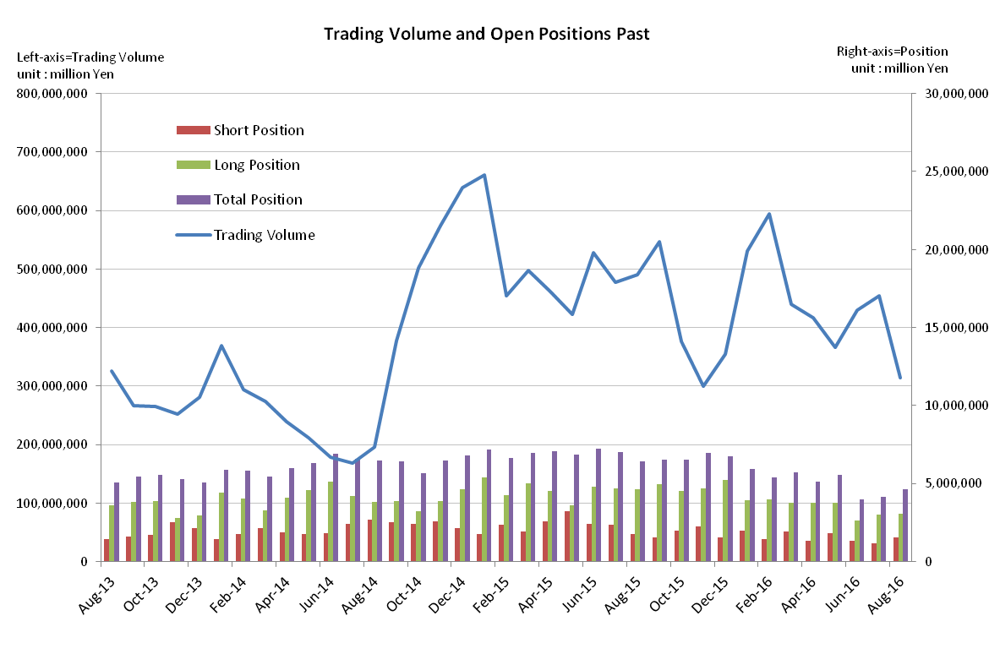 Trading Volume and Open Positions Past
Left-axis=Trading Volume
unit : million Yen
Right-axis=Position
unit : million Yen
800,000,000
700,000,000
600,000,000
500,000,000
400,000,000
300,000,000
200,000,000
100,000,000
0
Short Position
Long Position
Total Position
Trading Volume
30,000,000
25,000,000
20,000,000
15,000,000
10,000,000
5,000,000
0
Aug-13
Oct-13
Dec-13
Feb-14
Apr-14
Jun-14
Aug-14
Oct-14
Dec-14
Feb-15
Apr-15
Jun-15
Aug-15
Oct-15
Dec-15
Feb-16
Apr-16
Jun-16
Aug-16